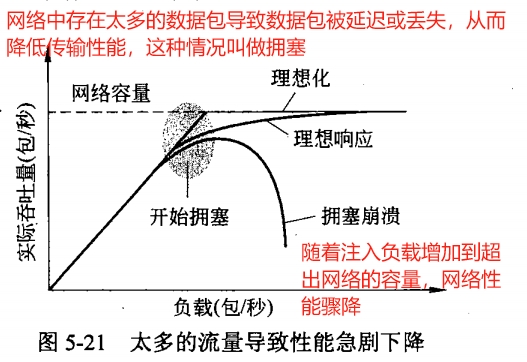 网络中存在太多的数据包导致数据包被延迟或丢失，从而
降低传输性能，这种情况叫做拥塞
理想化
网络容量
理想响应
实际吞吐量(包/秒)
开始拥塞
拥塞崩溃
随着注入负载增加到超
出网络的容量，网络性
能骤降
负载(包/秒)
图 5-21 太多的流量导致性能急剧下降